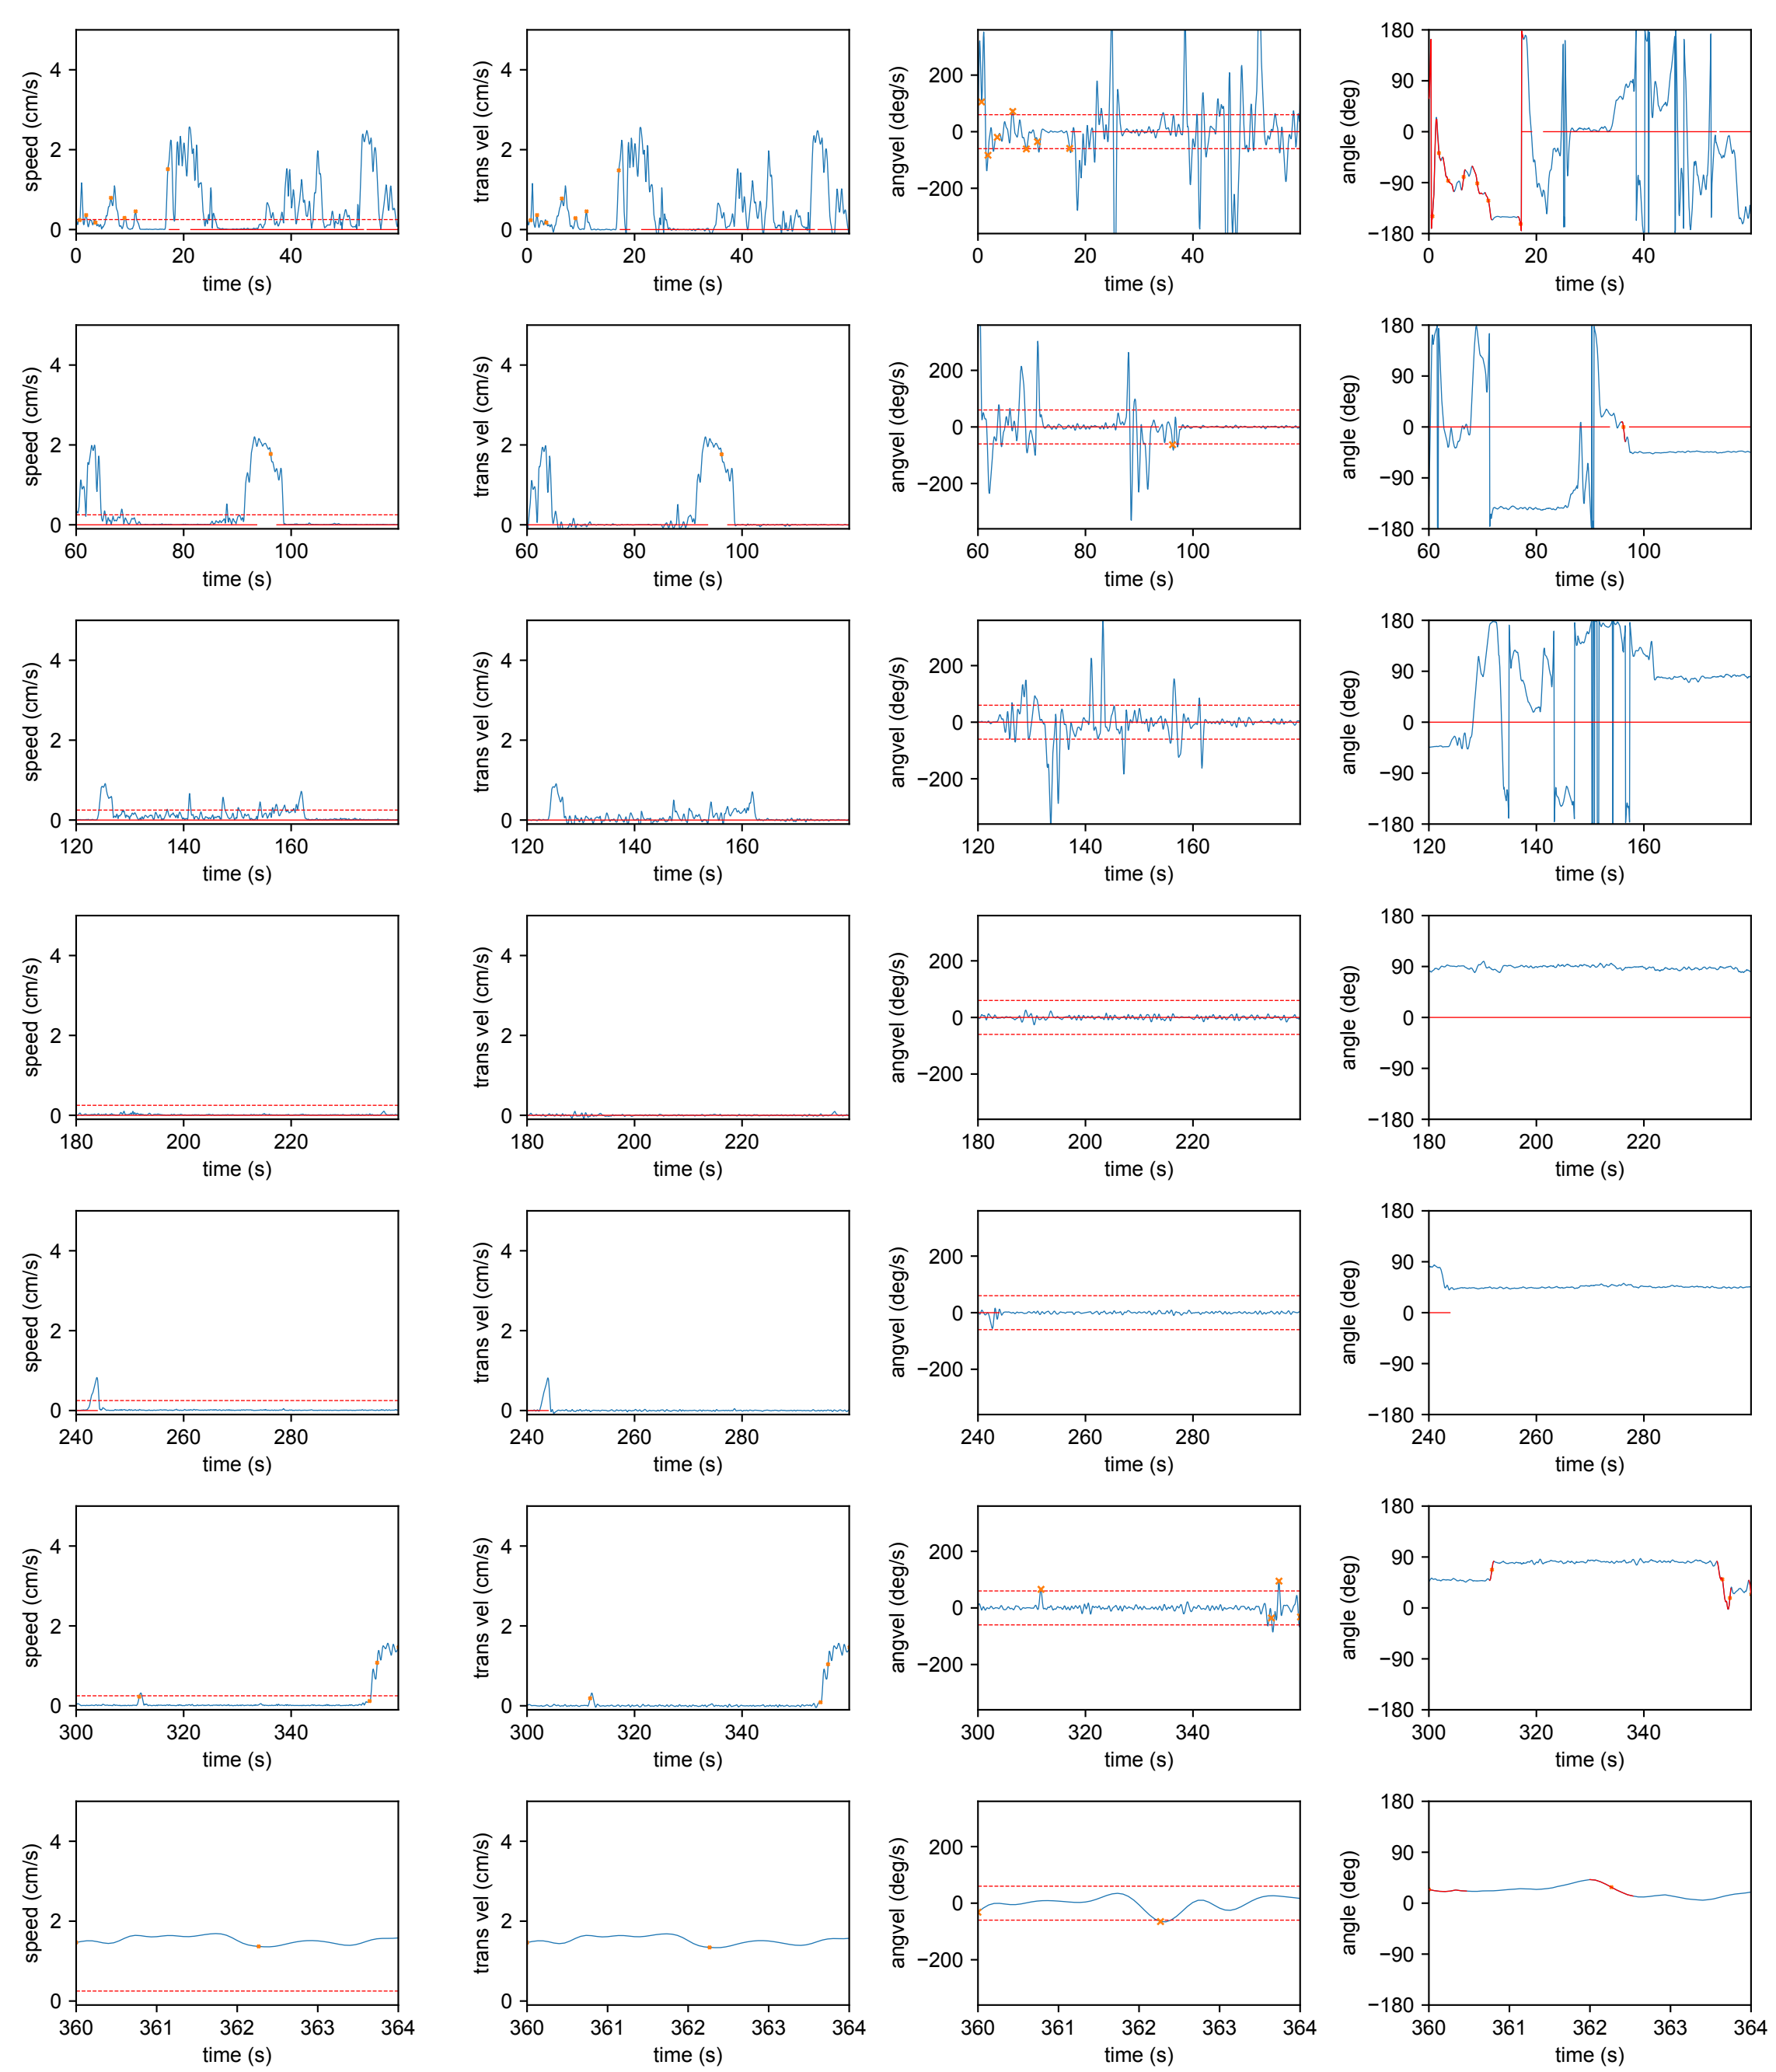 speed (cm/s) 4 2 0 0 20 40 time (s)
trans vel (cm/s) 4 2 0 0 20 40 time (s)
angvel (deg/s) 200 0 −200 0 20 40 time (s)
angle (deg) 180 90 0 −90 −180 0 20 40 time (s)
speed (cm/s) 4 2 0 60 80 100 time (s)
trans vel (cm/s) 4 2 0 60 80 100 time (s)
angvel (deg/s) 200 0 −200 60 80 100 time (s)
angle (deg) 180 90 0 −90 −180 60 80 100 time (s)
speed (cm/s) 4 2 0 120 140 160 time (s)
trans vel (cm/s) 4 2 0 120 140 160 time (s)
angvel (deg/s) 200 0 −200 120 140 160 time (s)
angle (deg) 180 90 0 −90 −180 120 140 160 time (s)
speed (cm/s) 4 2 0 180 200 220 time (s)
trans vel (cm/s) 4 2 0 180 200 220 time (s)
angvel (deg/s) 200 0 −200 180 200 220 time (s)
angle (deg) 180 90 0 −90 −180 180 200 220 time (s)
speed (cm/s) 4 2 0 240 260 280 time (s)
trans vel (cm/s) 4 2 0 240 260 280 time (s)
angvel (deg/s) 200 0 −200 240 260 280 time (s)
angle (deg) 180 90 0 −90 −180 240 260 280 time (s)
speed (cm/s) 4 2 0 300 320 340 time (s)
trans vel (cm/s) 4 2 0 300 320 340 time (s)
angvel (deg/s) 200 0 −200 300 320 340 time (s)
angle (deg) 180 90 0 −90 −180 300 320 340 time (s)
speed (cm/s) 4 2 0 360 361 362 363 364 time (s)
trans vel (cm/s) 4 2 0 360 361 362 363 364 time (s)
angvel (deg/s) 200 0 −200 360 361 362 363 364 time (s)
angle (deg) 180 90 0 −90 −180 360 361 362 363 364 time (s)